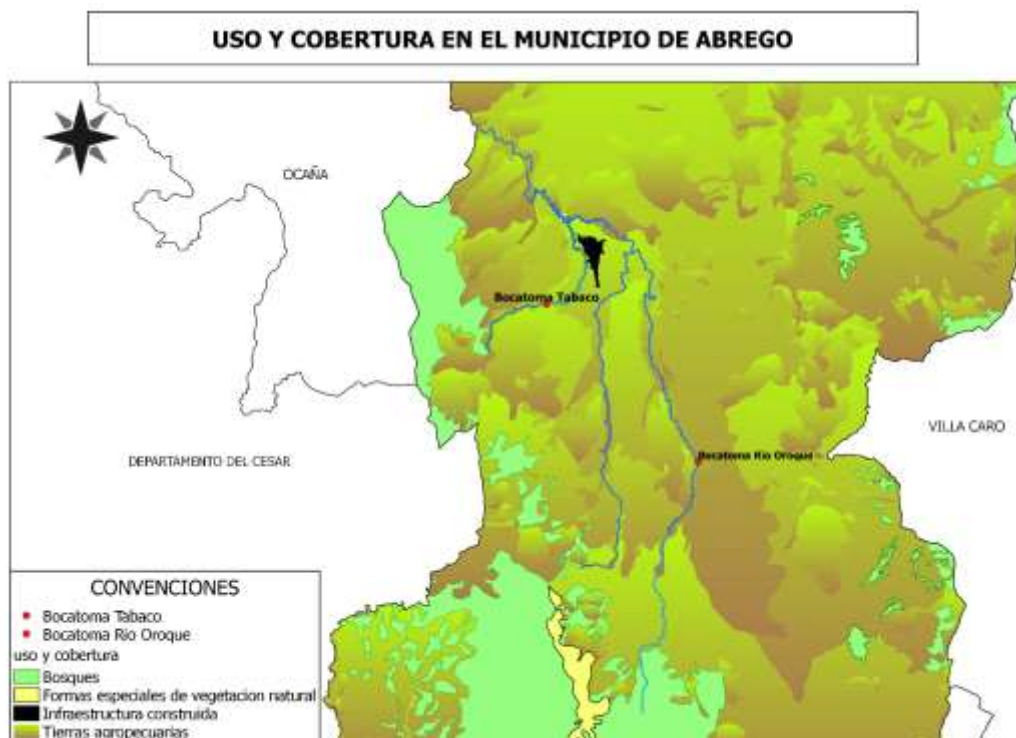 USO Y COBERTURA EN EL MUNICIPIO DE ABREGO
OCAÑA
Bocatoma Tabaco
VILLA CARO
Bocatoma Rio Oroque
DEPARTAMENTO DEL CESAR
CONVENCIONES
Bocatoma Tabaco
Bocatoma Rio Oroque
uso y cobertura
Bosques
Formas especiales de vegetacion natural
Infraestructura construida
Tierras agropecuarias